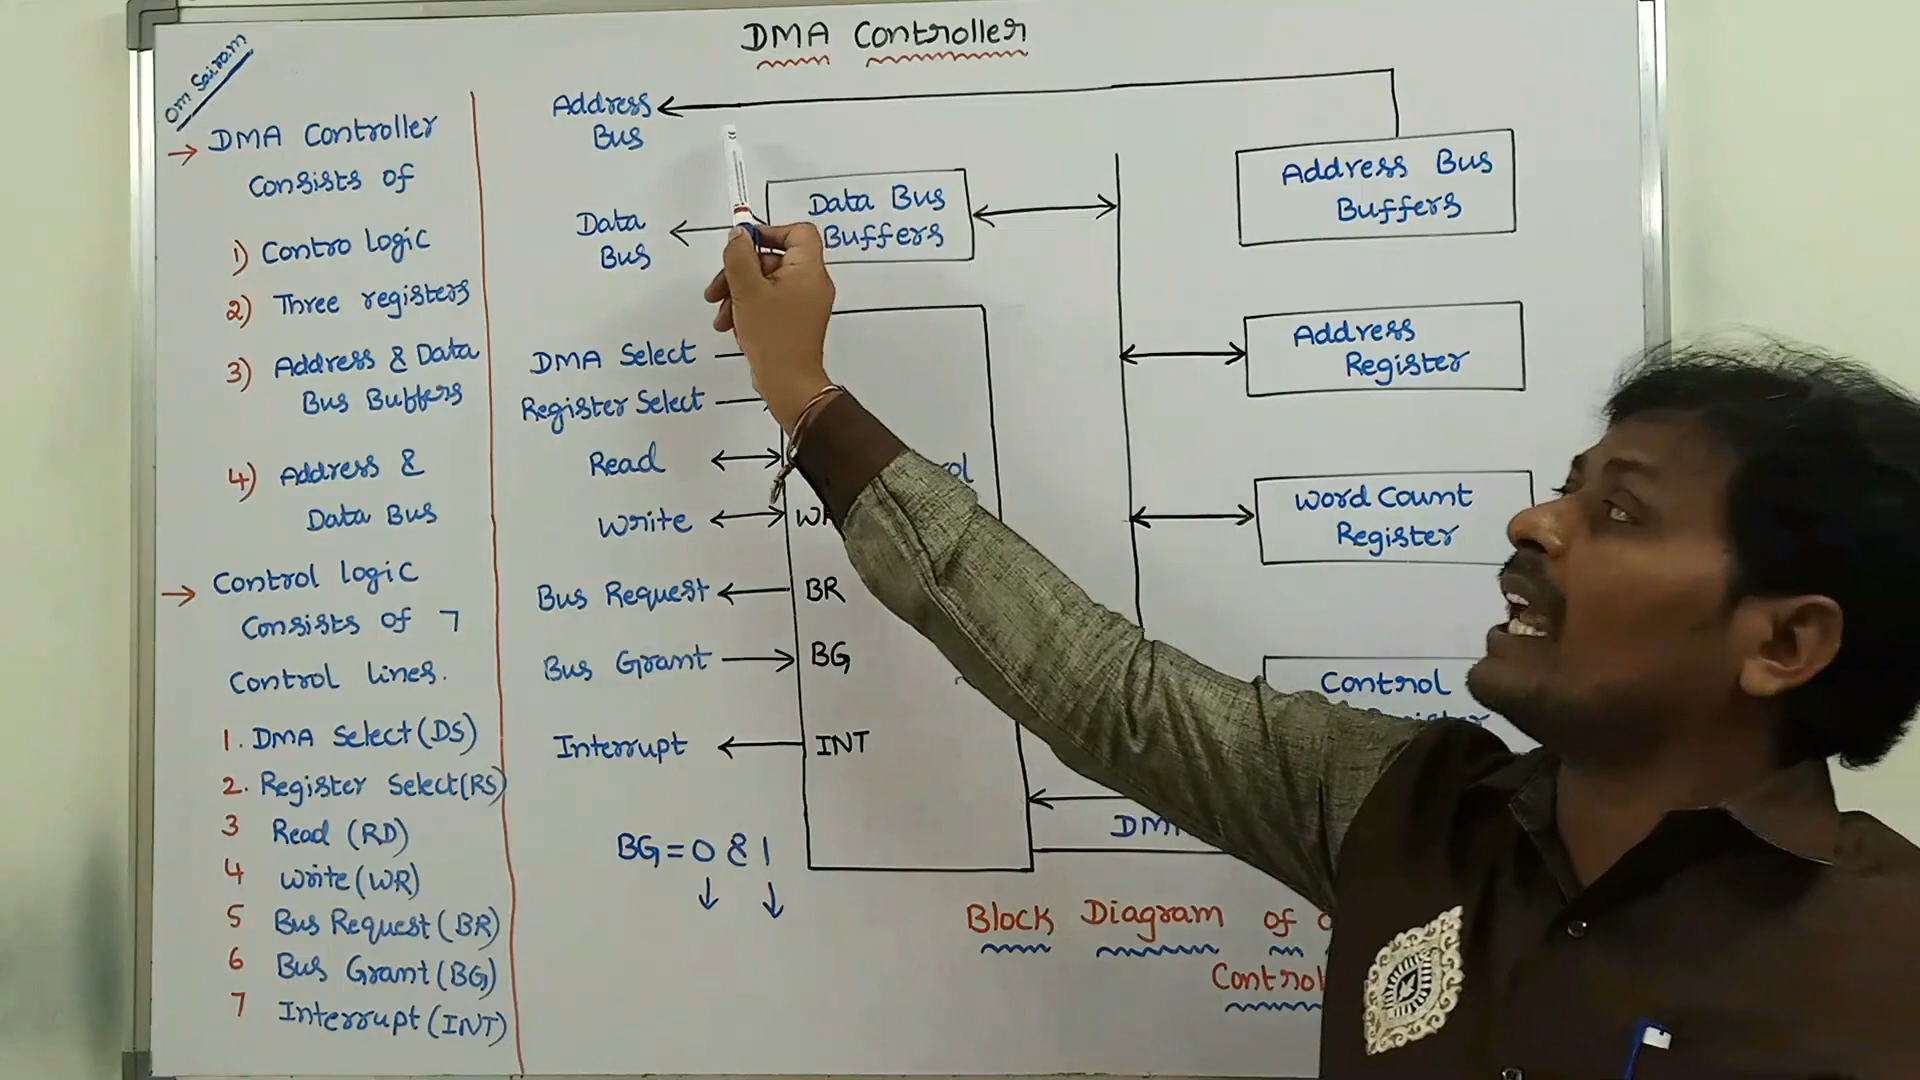 DMA Controller
Om Sairam
→ DMA Controller
Consists of
1) Contro logic
2) Three registers
3) Address & Data
Bus Buffers
4) Address &
Data Bus
→ Control logic
Consists of 7
Control lines.
1. DMA Select (DS)
2. Register Select (RS)
3 Read (RD)
4 Write (WR)
5 Bus Request (BR)
6 Bus Grant (BG)
7 Interrupt (INT)
Address
Bus
Data
Bus
Data Bus
Buffers
DMA Select
Register Select
Read
Write
Bus Request
BR
Bus Grant
BG
Interrupt
INT
BG = 0 & 1
Address Bus
Buffers
Address
Register
Word Count
Register
Control
Block Diagram of